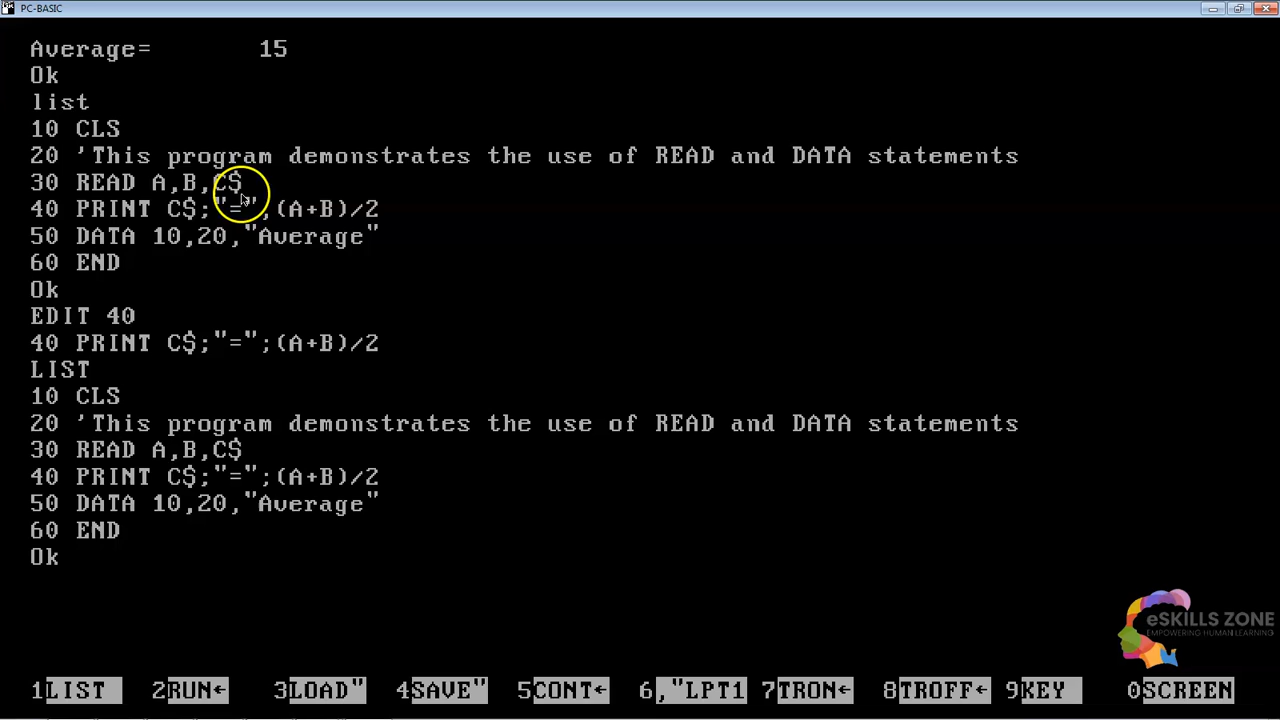 PC-BASIC
Average=        15
Ok
list
10 CLS
20 'This program demonstrates the use of READ and DATA statements
30 READ A,B,C$
40 PRINT C$;"=",(A+B)/2
50 DATA 10,20,"Average"
60 END
Ok
EDIT 40
40 PRINT C$;"=";(A+B)/2
LIST
10 CLS
20 'This program demonstrates the use of READ and DATA statements
30 READ A,B,C$
40 PRINT C$;"=";(A+B)/2
50 DATA 10,20,"Average"
60 END
Ok
eSKILLS ZONE
EMPOWERING HUMAN LEARNING
1LIST 2RUN← 3LOAD" 4SAVE" 5CONT← 6,"LPT1 7TRON← 8TROFF← 9KEY 0SCREEN